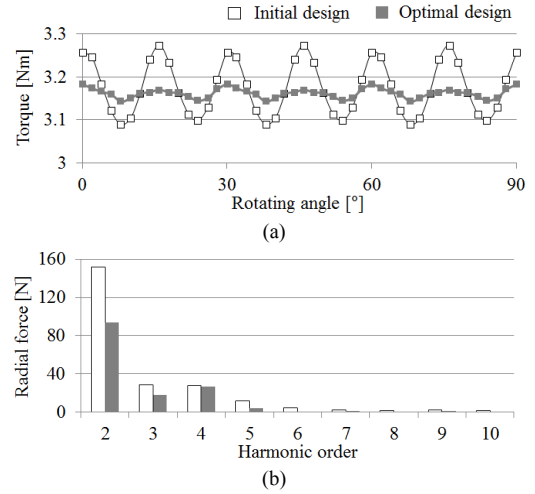 Initial design Optimal design
Torque [Nm]
3.3
3.2
3.1
3
0 30 60 90
Rotating angle [°]
(a)
Radial force [N]
160
120
80
40
0
2 3 4 5 6 7 8 9 10
Harmonic order
(b)